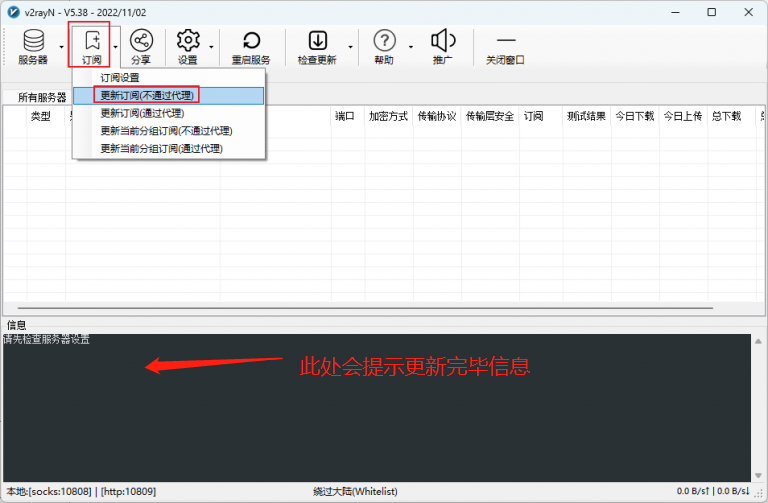 v2rayN - V5.38 - 2022/11/02
服务器 订阅 分享 设置 重启服务 检查更新 帮助 推广 关闭窗口
订阅设置
所有服务器 更新订阅(不通过代理)
更新订阅(通过代理)
类型 端口 加密方式 传输协议 传输层安全 订阅 测试结果 今日下载 今日上传 总下载
更新当前分组订阅(不通过代理)
更新当前分组订阅(通过代理)
信息
请先检查服务器设置
此处会提示更新完毕信息
本地:[socks:10808] | [http:10809] 绕过大陆(Whitelist) 0.0 B/s↑ | 0.0 B/s↓